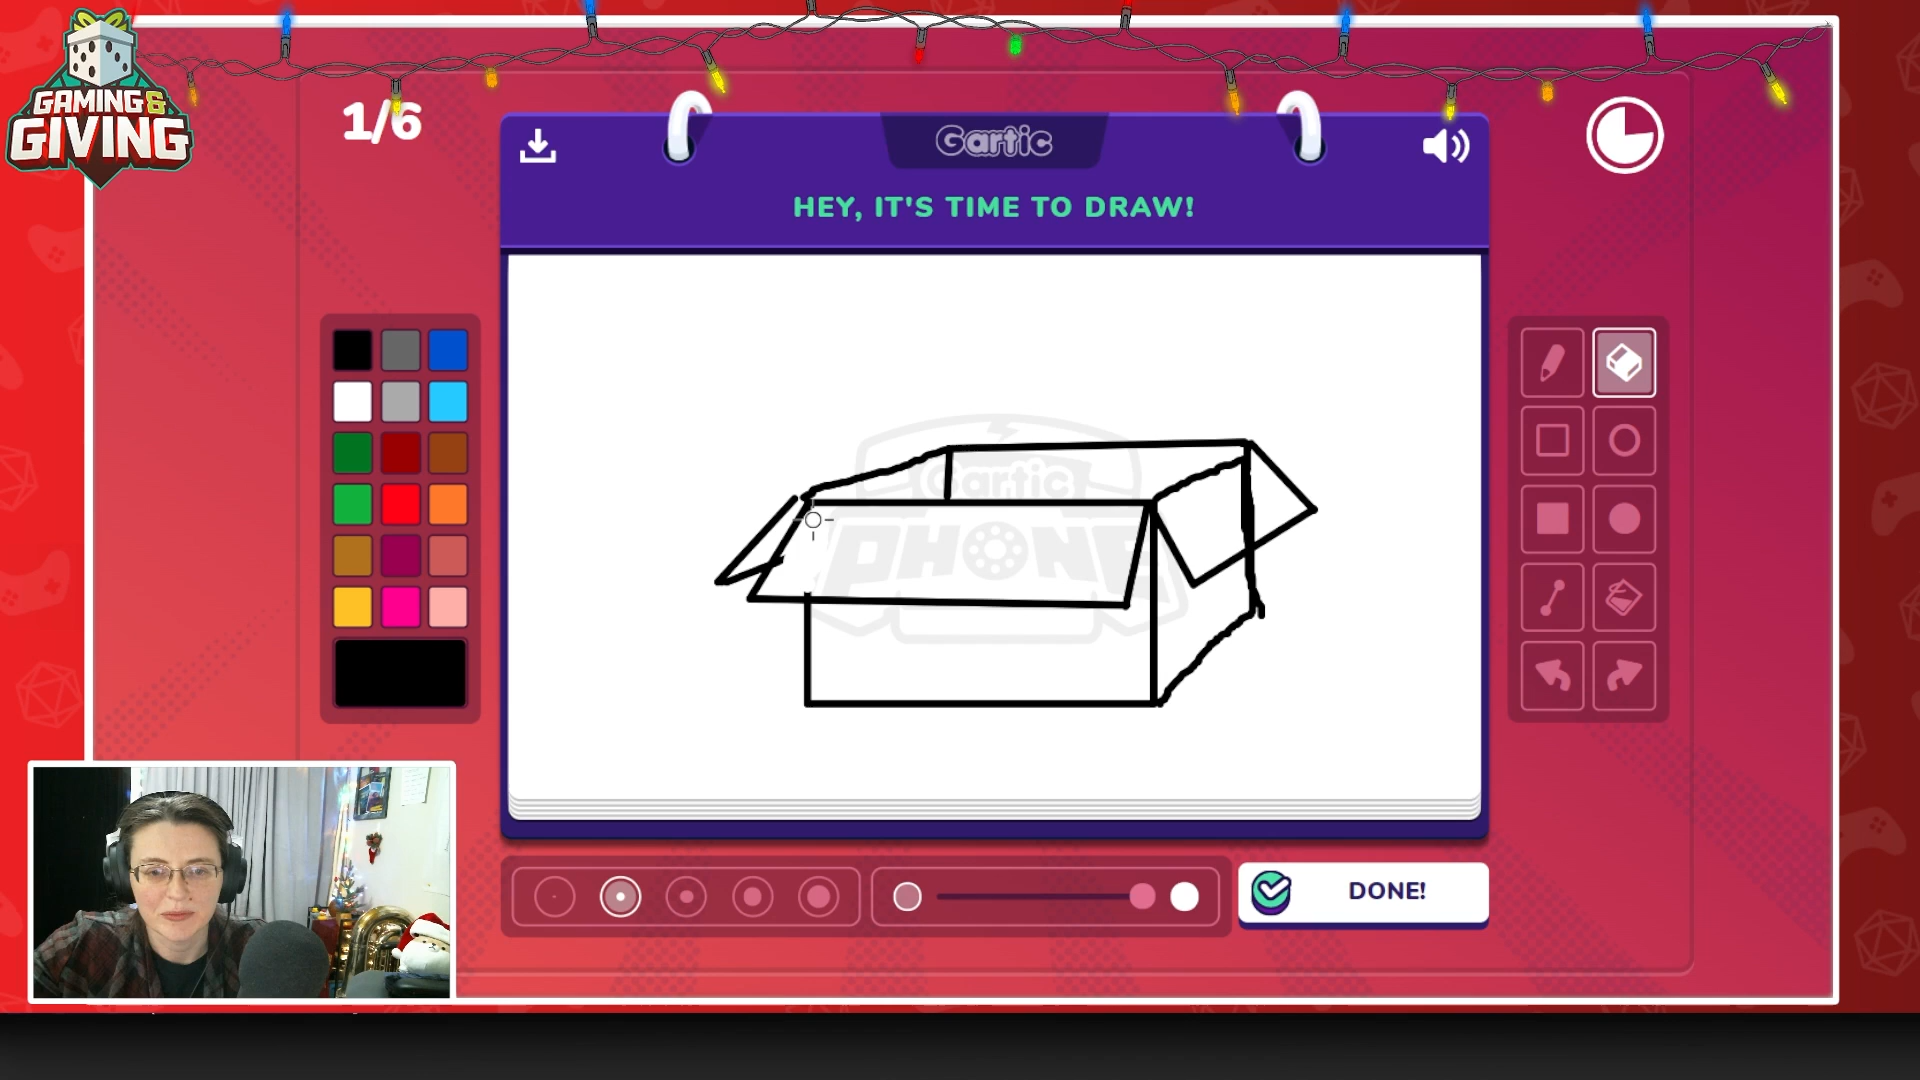 GAMING &
GIVING
1/6
Gartic
HEY, IT'S TIME TO DRAW!
Gartic
PHONE
DONE!